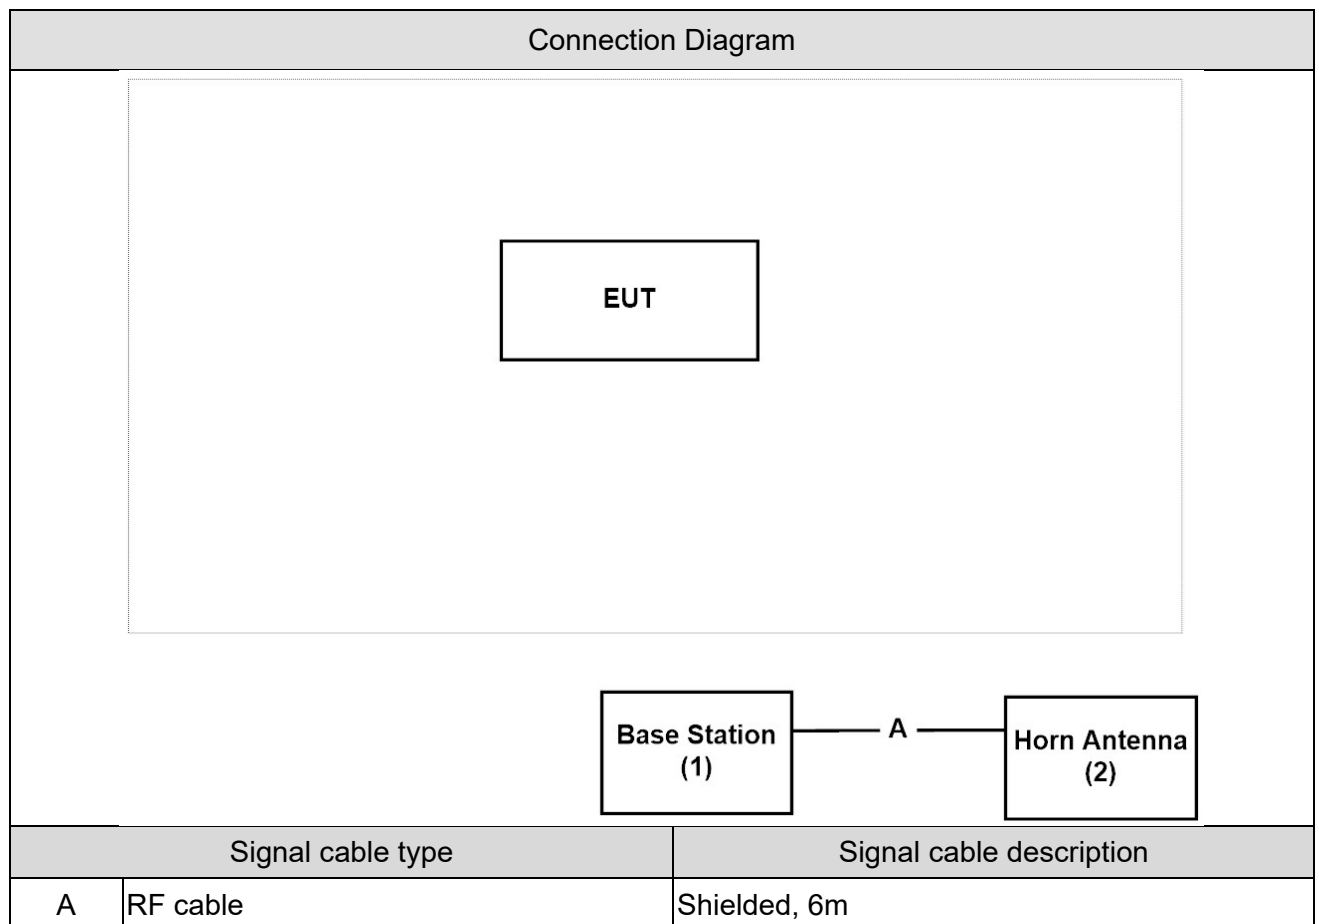 Connection Diagram
EUT
Base Station
(1)
A
Horn Antenna
(2)
Signal cable type Signal cable description
A RF cable Shielded, 6m